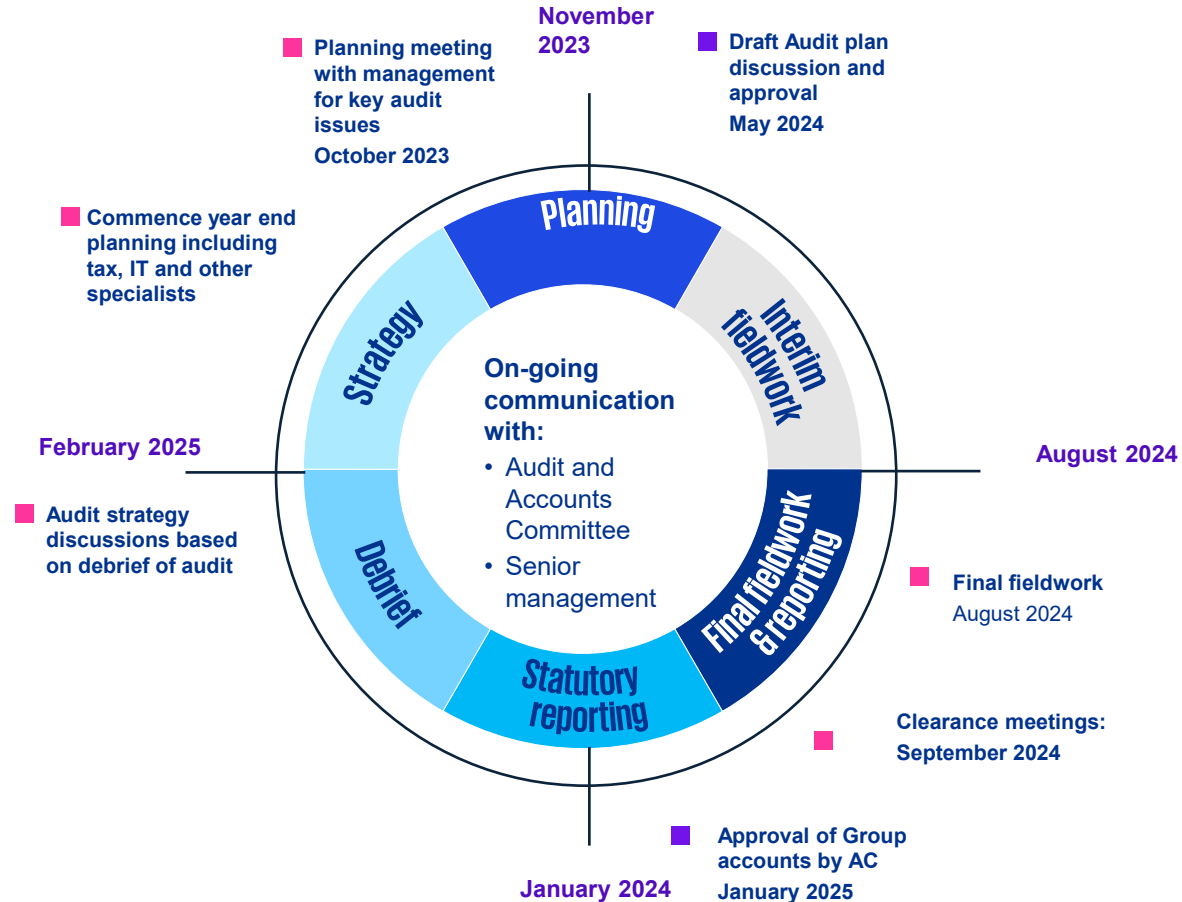 November
2023
Planning meeting
with management
for key audit
issues
October 2023
Draft Audit plan
discussion and
approval
May 2024
Commence year end
planning including
tax, IT and other
specialists
Planning
Strategy
Interim
fieldwork
On-going
communication
with:
• Audit and
Accounts
Committee
• Senior
management
February 2025
August 2024
Audit strategy
discussions based
on debrief of audit
Debrief
Final fieldwork
& reporting
Final fieldwork
August 2024
Statutory
reporting
Clearance meetings:
September 2024
Approval of Group
accounts by AC
January 2025
January 2024